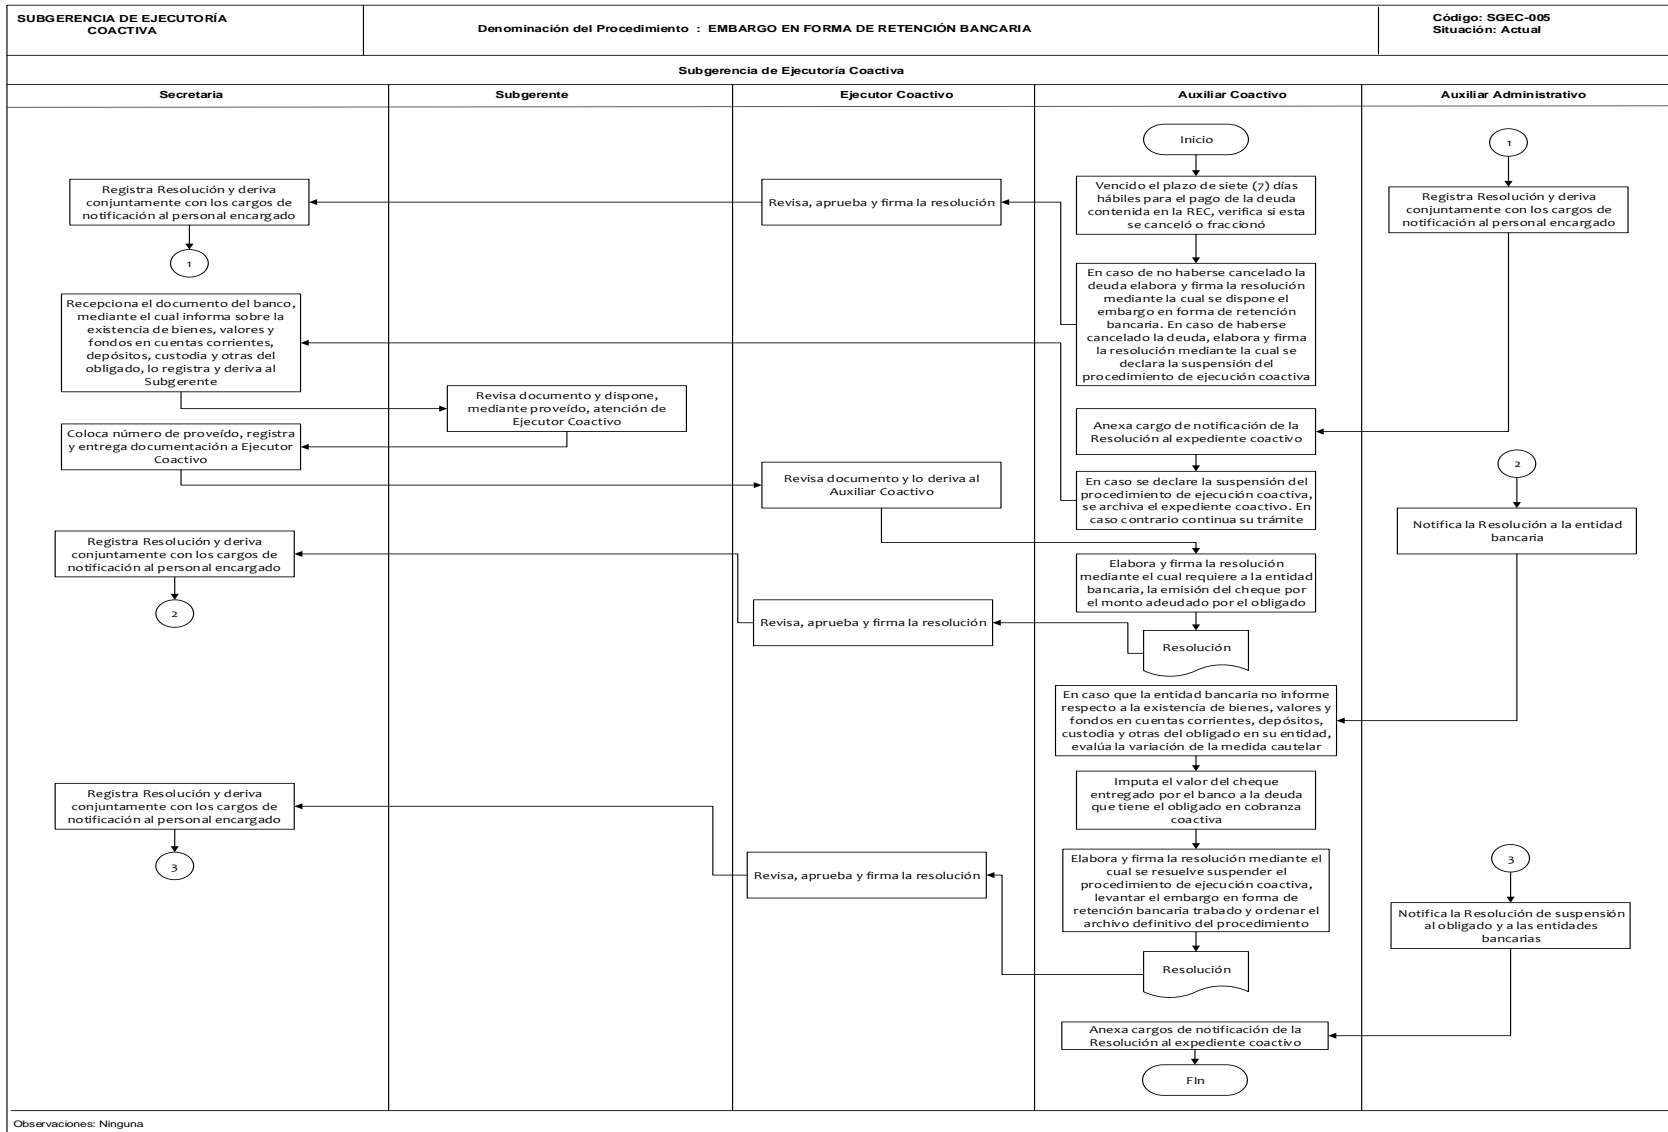 SUBGERENCIA DE EJECUTORÍA
COACTIVA
Denominación del Procedimiento : EMBARGO EN FORMA DE RETENCIÓN BANCARIA
Código: SGEC-005
Situación: Actual
Subgerencia de Ejecutoría Coactiva
Secretaria
Subgerente
Ejecutor Coactivo
Auxiliar Coactivo
Auxiliar Administrativo
Inicio
1
Vencido el plazo de siete (7) días
hábiles para el pago de la deuda
contenida en la REC, verifica si esta
se canceló o fraccionó
Revisa, aprueba y firma la resolución
Registra Resolución y deriva
conjuntamente con los cargos de
notificación al personal encargado
1
Registra Resolución y deriva
conjuntamente con los cargos de
notificación al personal encargado
En caso de no haberse cancelado la
deuda elabora y firma la resolución
mediante la cual se dispone el
embargo en forma de retención
bancaria. En caso de haberse
cancelado la deuda, elabora y firma
la resolución mediante la cual se
declara la suspensión del
procedimiento de ejecución coactiva
Recepciona el documento del banco,
mediante el cual informa sobre la
existencia de bienes, valores y
fondos en cuentas corrientes,
depósitos, custodia y otras del
obligado, lo registra y deriva al
Subgerente
Revisa documento y dispone,
mediante proveído, atención de
Ejecutor Coactivo
Anexa cargo de notificación de la
Resolución al expediente coactivo
Coloca número de proveído, registra
y entrega documentación a Ejecutor
Coactivo
Revisa documento y lo deriva al
Auxiliar Coactivo
En caso se declare la suspensión del
procedimiento de ejecución coactiva,
se archiva el expediente coactivo. En
caso contrario continua su trámite
2
Notifica la Resolución a la entidad
bancaria
Registra Resolución y deriva
conjuntamente con los cargos de
notificación al personal encargado
2
Elabora y firma la resolución
mediante el cual requiere a la entidad
bancaria, la emisión del cheque por
el monto adeudado por el obligado
Revisa, aprueba y firma la resolución
Resolución
En caso que la entidad bancaria no informe
respecto a la existencia de bienes, valores y
fondos en cuentas corrientes, depósitos,
custodia y otras del obligado en su entidad,
evalúa la variación de la medida cautelar
Imputa el valor del cheque
entregado por el banco a la deuda
que tiene el obligado en cobranza
coactiva
Registra Resolución y deriva
conjuntamente con los cargos de
notificación al personal encargado
3
Revisa, aprueba y firma la resolución
Elabora y firma la resolución mediante el
cual se resuelve suspender el
procedimiento de ejecución coactiva,
levantar el embargo en forma de
retención bancaria trabado y ordenar el
archivo definitivo del procedimiento
3
Notifica la Resolución de suspensión
al obligado y a las entidades
bancarias
Resolución
Anexa cargos de notificación de la
Resolución al expediente coactivo
FIn
Observaciones: Ninguna